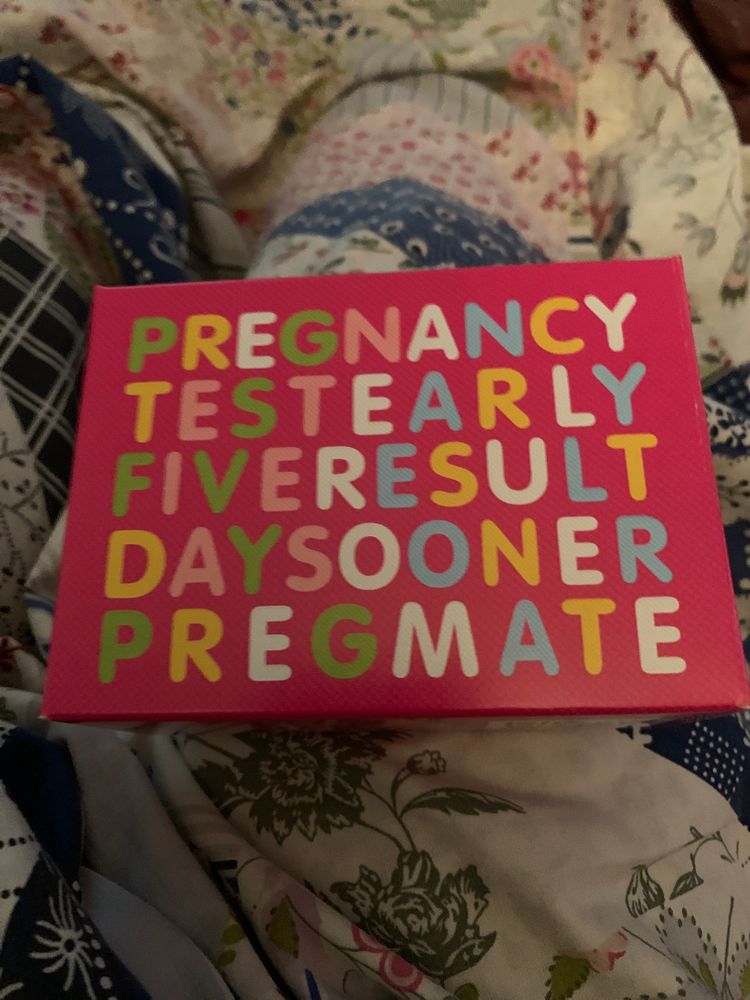 PREGNANCY
TESTEARLY
FIVERESULT
DAYSOONER
PREGMATE